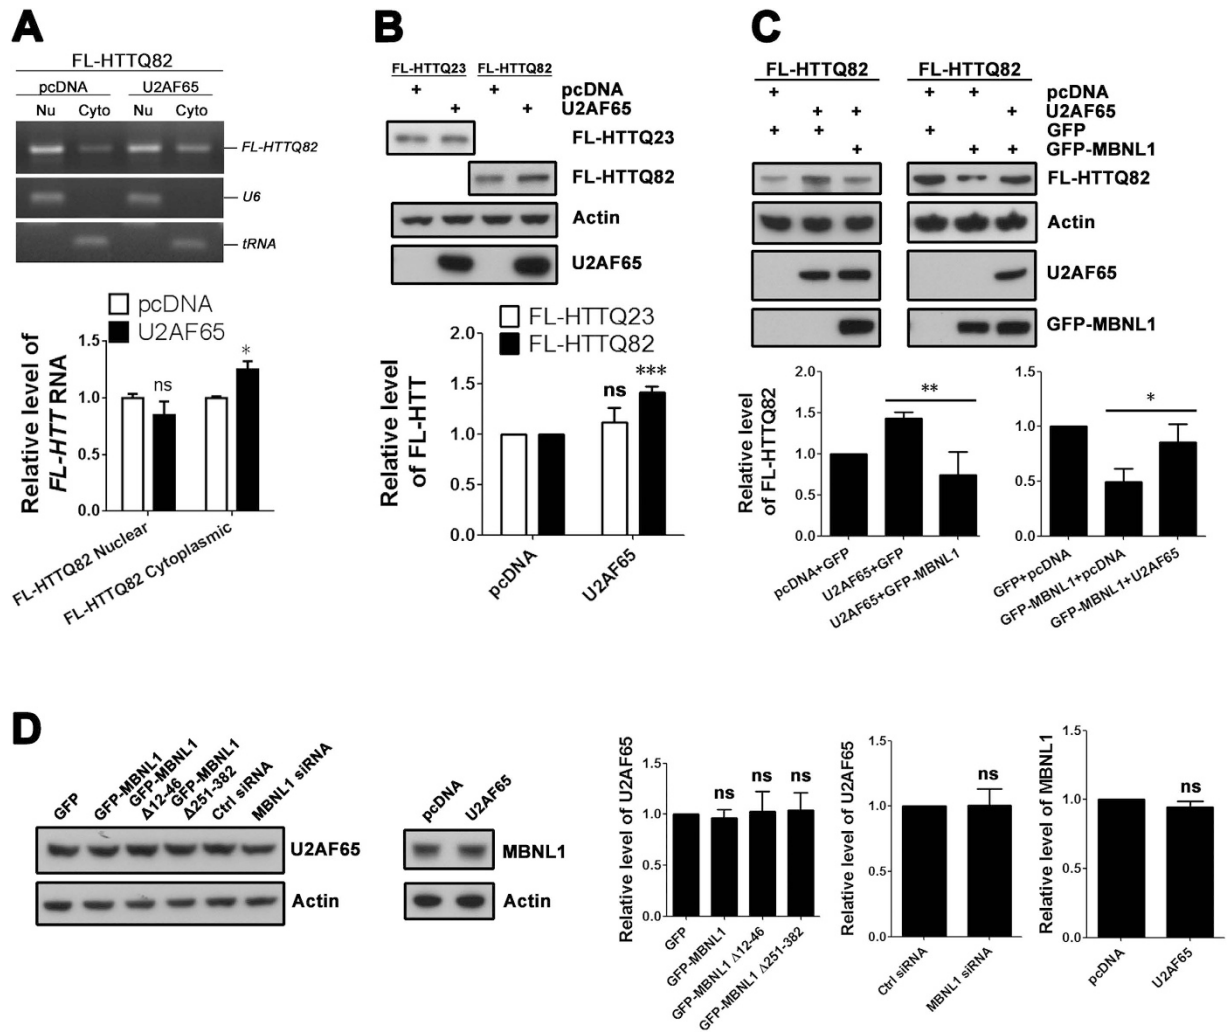 A
FL-HTTQ82
pcDNA U2AF65
Nu Cyto Nu Cyto
FL-HTTQ82
U6
tRNA
pcDNA
U2AF65
Relative level of
FL-HTT RNA
1.5
1.0
0.5
0.0
ns
*
FL-HTTQ82 Nuclear
FL-HTTQ82 Cytoplasmic
B
FL-HTTQ23 FL-HTTQ82
+ + pcDNA
+ + U2AF65
FL-HTTQ23
FL-HTTQ82
Actin
U2AF65
FL-HTTQ23
FL-HTTQ82
Relative level
of FL-HTT
2.0
1.5
1.0
0.5
0.0
ns
***
pcDNA
U2AF65
C
FL-HTTQ82 FL-HTTQ82
+ + + pcDNA
+ + + U2AF65
+ + + GFP
+ + + GFP-MBNL1
FL-HTTQ82
Actin
U2AF65
GFP-MBNL1
Relative level
of FL-HTTQ82
2.0
1.5
1.0
0.5
0.0
**
pcDNA+GFP
U2AF65+GFP
U2AF65+GFP-MBNL1
1.5
1.0
0.5
0.0
*
GFP+pcDNA
GFP-MBNL1+pcDNA
GFP-MBNL1+U2AF65
D
GFP
GFP-MBNL1
GFP-MBNL1
Δ12-46
GFP-MBNL1
Δ251-382
Ctrl siRNA
MBNL1 siRNA
U2AF65
Actin
pcDNA
U2AF65
MBNL1
Actin
Relative level of U2AF65
1.5
1.0
0.5
0.0
ns
ns
ns
GFP
GFP-MBNL1
GFP-MBNL1 Δ12-46
GFP-MBNL1 Δ251-382
Relative level of U2AF65
1.5
1.0
0.5
0.0
ns
Ctrl siRNA
MBNL1 siRNA
Relative level of MBNL1
1.5
1.0
0.5
0.0
ns
pcDNA
U2AF65